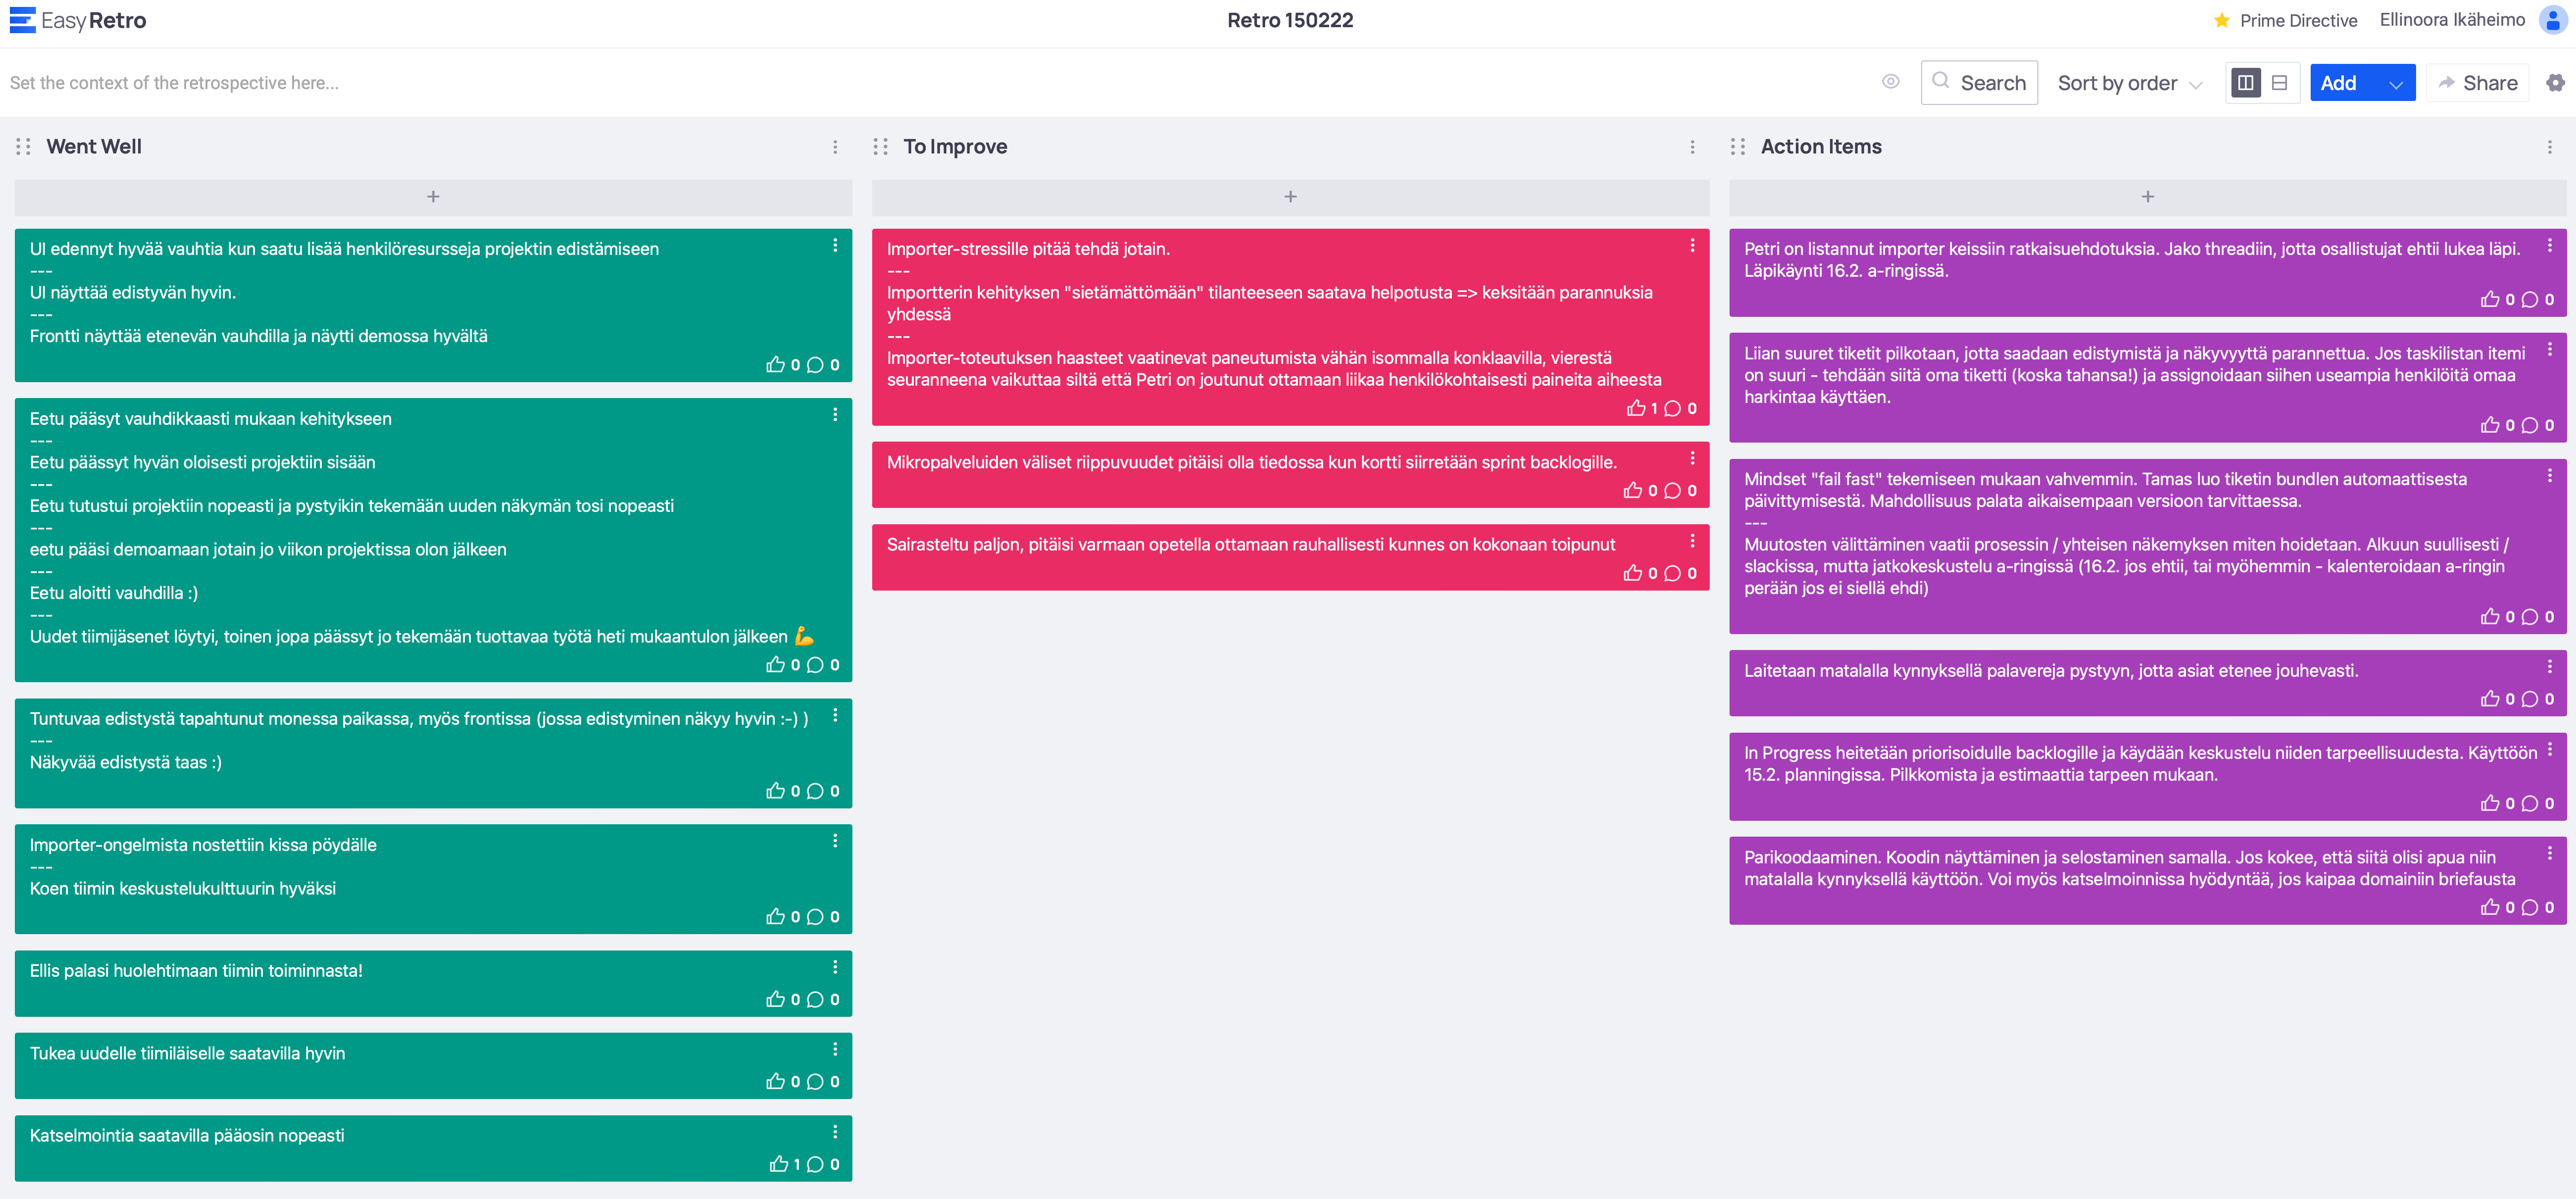 EasyRetro
Retro 150222
Prime Directive
Ellinoora Ikäheimo
Set the context of the retrospective here...
Search
Sort by order
Add
Share
Went Well
+
UI edennyt hyvää vauhtia kun saatu lisää henkilöresursseja projektin edistämiseen
---
UI näyttää edistyvän hyvin.
---
Frontti näyttää etenevän vauhdilla ja näytti demossa hyvältä
0 0
Eetu pääsyt vauhdikkaasti mukaan kehitykseen
---
Eetu päässyt hyvän oloisesti projektiin sisään
---
Eetu tutustui projektiin nopeasti ja pystyikin tekemään uuden näkymän tosi nopeasti
---
eetu pääsi demoamaan jotain jo viikon projektissa olon jälkeen
---
Eetu aloitti vauhdilla :)
---
Uudet tiimijäsenet löytyi, toinen jopa päässyt jo tekemään tuottavaa työtä heti mukaantulon jälkeen 💪
0 0
Tuntuvaa edistystä tapahtunut monessa paikassa, myös frontissa (jossa edistyminen näkyy hyvin :-) )
---
Näkyvää edistystä taas :)
0 0
Importer-ongelmista nostettiin kissa pöydälle
---
Koen tiimin keskustelukulttuurin hyväksi
0 0
Ellis palasi huolehtimaan tiimin toiminnasta!
0 0
Tukea uudelle tiimiläiselle saatavilla hyvin
0 0
Katselmointia saatavilla pääosin nopeasti
1 0
To Improve
+
Importer-stressille pitää tehdä jotain.
---
Importterin kehityksen "sietämättömään" tilanteeseen saatava helpotusta => keksitään parannuksia
yhdessä
---
Importer-toteutuksen haasteet vaatinevat paneutumista vähän isommalla konklaavilla, vierestä
seuranneena vaikuttaa siltä että Petri on joutunut ottamaan liikaa henkilökohtaisesti paineita aiheesta
1 0
Mikropalveluiden väliset riippuvuudet pitäisi olla tiedossa kun kortti siirretään sprint backlogille.
0 0
Sairasteltu paljon, pitäisi varmaan opetella ottamaan rauhallisesti kunnes on kokonaan toipunut
0 0
Action Items
+
Petri on listannut importer keissiin ratkaisuehdotuksia. Jako threadiin, jotta osallistujat ehtii lukea läpi.
Läpikäynti 16.2. a-ringissä.
0 0
Liian suuret tiketit pilkotaan, jotta saadaan edistymistä ja näkyvyyttä parannettua. Jos taskilistan itemi
on suuri - tehdään siitä oma tiketti (koska tahansa!) ja assignoidaan siihen useampia henkilöitä omaa
harkintaa käyttäen.
0 0
Mindset "fail fast" tekemiseen mukaan vahvemmin. Tamas luo tiketin bundlen automaattisesta
päivittymisestä. Mahdollisuus palata aikaisempaan versioon tarvittaessa.
---
Muutosten välittäminen vaatii prosessin / yhteisen näkemyksen miten hoidetaan. Alkuun suullisesti /
slackissa, mutta jatkokeskustelu a-ringissä (16.2. jos ehtii, tai myöhemmin - kalenteroidaan a-ringin
perään jos ei siellä ehdi)
0 0
Laitetaan matalalla kynnyksellä palavereja pystyyn, jotta asiat etenee jouhevasti.
0 0
In Progress heitetään priorisoidulle backlogille ja käydään keskustelu niiden tarpeellisuudesta. Käyttöön
15.2. planningissa. Pilkkomista ja estimaattia tarpeen mukaan.
0 0
Parikoodaaminen. Koodin näyttäminen ja selostaminen samalla. Jos kokee, että siitä olisi apua niin
matalalla kynnyksellä käyttöön. Voi myös katselmoinnissa hyödyntää, jos kaipaa domainiin briefausta
0 0